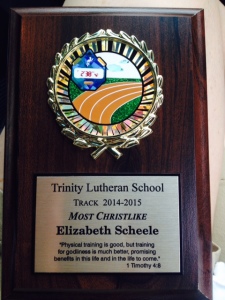 Trinity Lutheran School
TRACK 2014-2015
MOST CHRISTLIKE
Elizabeth Scheele
"Physical training is good, but training
for godliness is much better, promising
benefits in this life and in the life to come."
1 Timothy 4:8